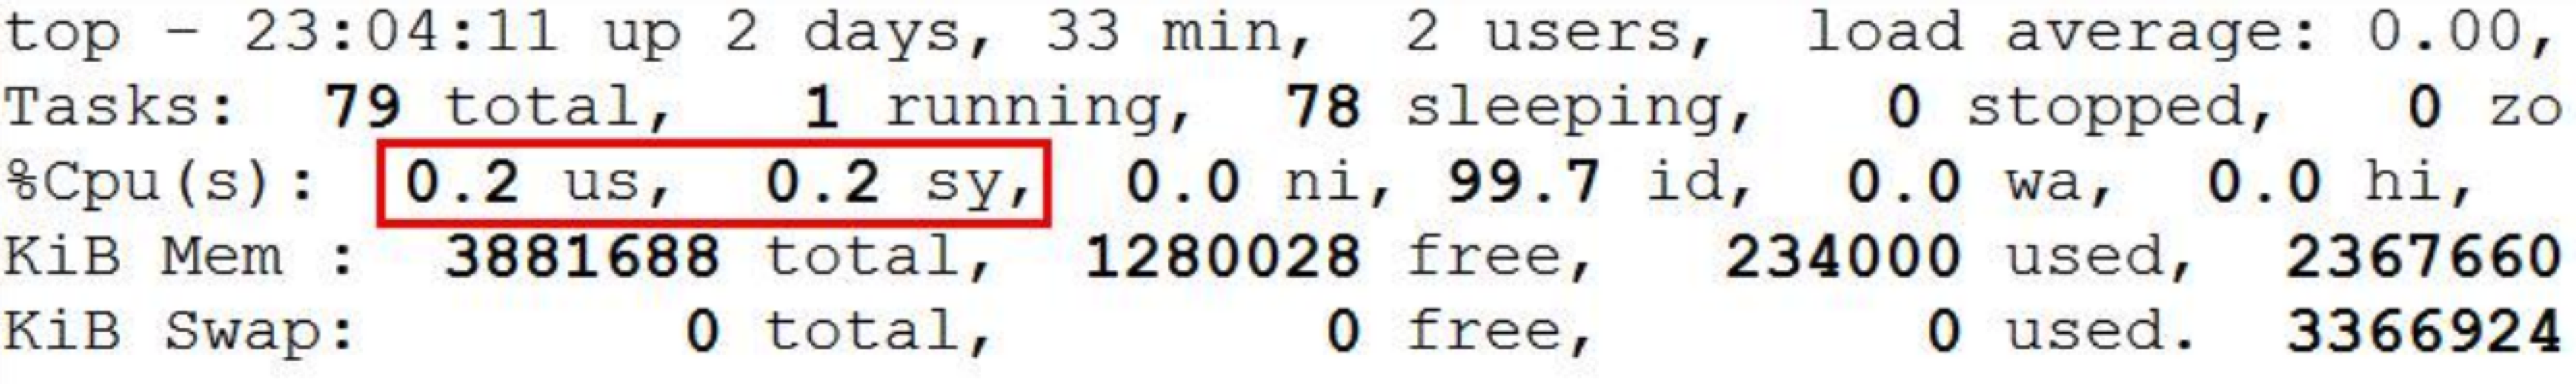 top - 23:04:11 up 2 days, 33 min,  2 users,  load average: 0.00,
Tasks:  79 total,   1 running,  78 sleeping,   0 stopped,   0 zo
%Cpu(s):  0.2 us,  0.2 sy,  0.0 ni, 99.7 id,  0.0 wa,  0.0 hi,
KiB Mem :  3881688 total,  1280028 free,   234000 used,  2367660
KiB Swap:        0 total,        0 free,        0 used.  3366924